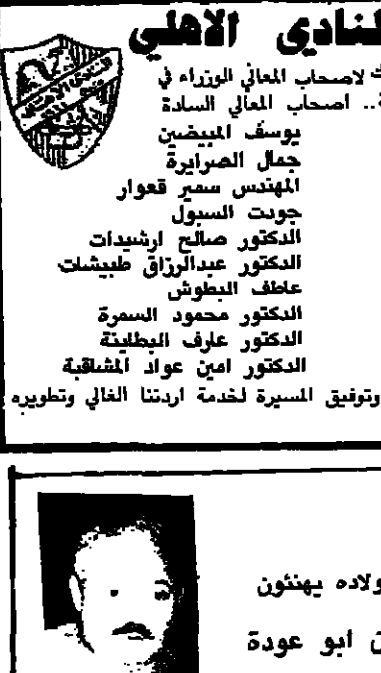 لنادي الاهلي
النادي الاهلي
ك لاصحاب المعالي الوزراء في
ة.. اصحاب المعالي السادة
يوسف المبيضين
جمال الصرايرة
المهندس سمير قعوار
جودت السبول
الدكتور صالح ارشيدات
الدكتور عبدالرزاق طبيشات
عاطف البطوش
الدكتور محمود السمرة
الدكتور عارف البطاينة
الدكتور امين عواد المشاقبة
وتوفيق المسيرة لخدمة اردننا الغالي وتطويره
ولاده يهنئون
ق ابو عودة